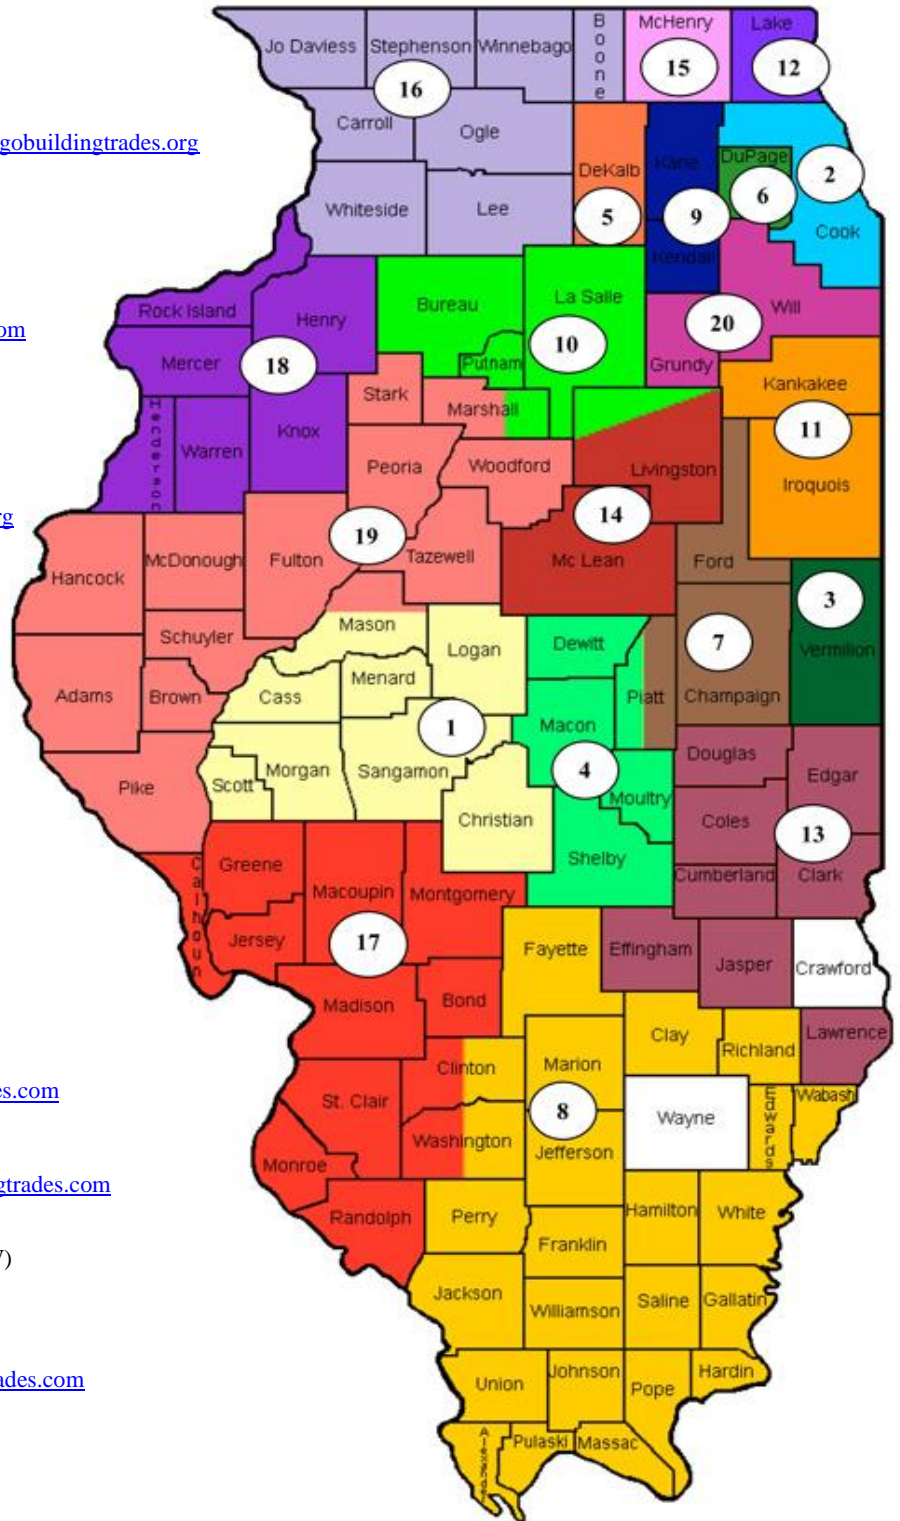 Jo Daviess Stephenson Winnebago Boone McHenry Lake
16 15 12
gobuildingtrades.org
Carroll Ogle DeKalb Kane DuPage
5 9 6 2
Whiteside Lee Cook
Kendall
Rock Island Henry Bureau La Salle Will
om
18 10 20
Mercer Putnam Grundy
Stark Kankakee
Henderson Marshall
Warren Knox 11
Peoria Woodford Livingston
Iroquois
rg
19 14
Hancock McDonough Fulton Tazewell Mc Lean Ford
3
Mason
Schuyler Logan Dewitt 7 Vermilion
Adams Brown Cass Menard Piatt Champaign
1 Macon
Douglas
Pike Scott Morgan Sangamon 4 Edgar
Moultry
Christian Coles 13
Calhoun Greene Shelby
Macoupin Montgomery Cumberland Clark
Jersey 17
Fayette Effingham Jasper Crawford
Madison Bond
Clay Richland Lawrence
Clinton Marion
es.com
St. Clair 8 Wayne Edwards Wabash
Washington Jefferson
Monroe
gtrades.com
Randolph Perry Hamilton White
Franklin
)
Jackson Williamson Saline Gallatin
ades.com
Union Johnson Pope Hardin
Alexander Pulaski Massac